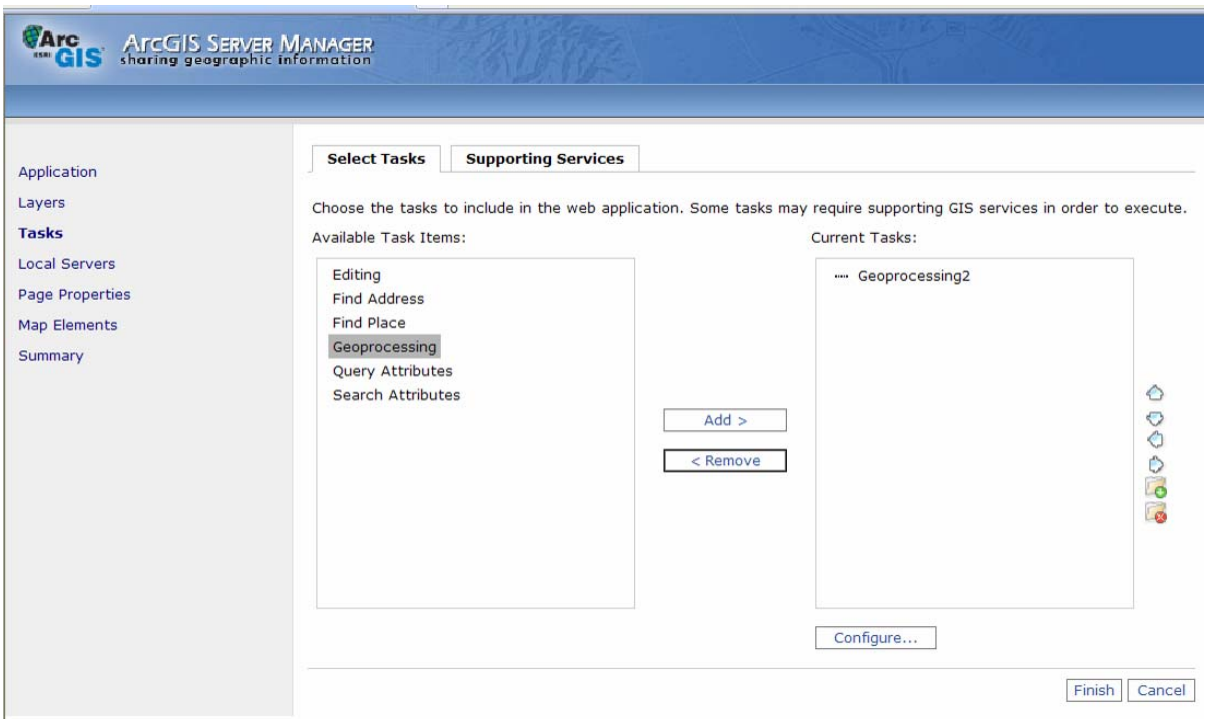 Arc
ESRI GIS
ARCGIS SERVER MANAGER
sharing geographic information
Application
Layers
Tasks
Local Servers
Page Properties
Map Elements
Summary
Select Tasks
Supporting Services
Choose the tasks to include in the web application. Some tasks may require supporting GIS services in order to execute.
Available Task Items:
Editing
Find Address
Find Place
Geoprocessing
Query Attributes
Search Attributes
Add >
< Remove
Current Tasks:
Geoprocessing2
Configure...
Finish
Cancel